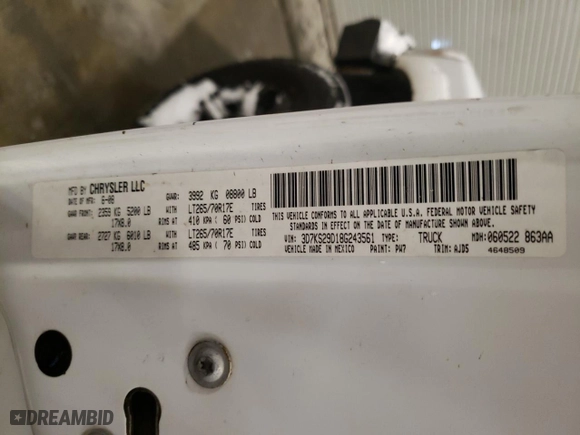 MFD BY CHRYSLER LLC
DATE OF MFR: 6-08 GVWR: 3992 KG 08800 LB
GAWR FRONT: 2359 KG 5200 LB WITH LT265/70R17E TIRES
17X8.0 RIMS AT 410 KPA ( 60 PSI) COLD
GAWR REAR: 2727 KG 6010 LB WITH LT265/70R17E TIRES
17X8.0 RIMS AT 485 KPA ( 70 PSI) COLD
THIS VEHICLE CONFORMS TO ALL APPLICABLE U.S.A. FEDERAL MOTOR VEHICLE SAFETY
STANDARDS IN EFFECT ON THE DATE OF MANUFACTURE SHOWN ABOVE.
VIN: 3D7KS29D18G243561 TYPE: TRUCK MDH: 060522 863AA
VEHICLE MADE IN MEXICO PAINT: PW7 TRIM: AJD5 4648509
DREAMBID